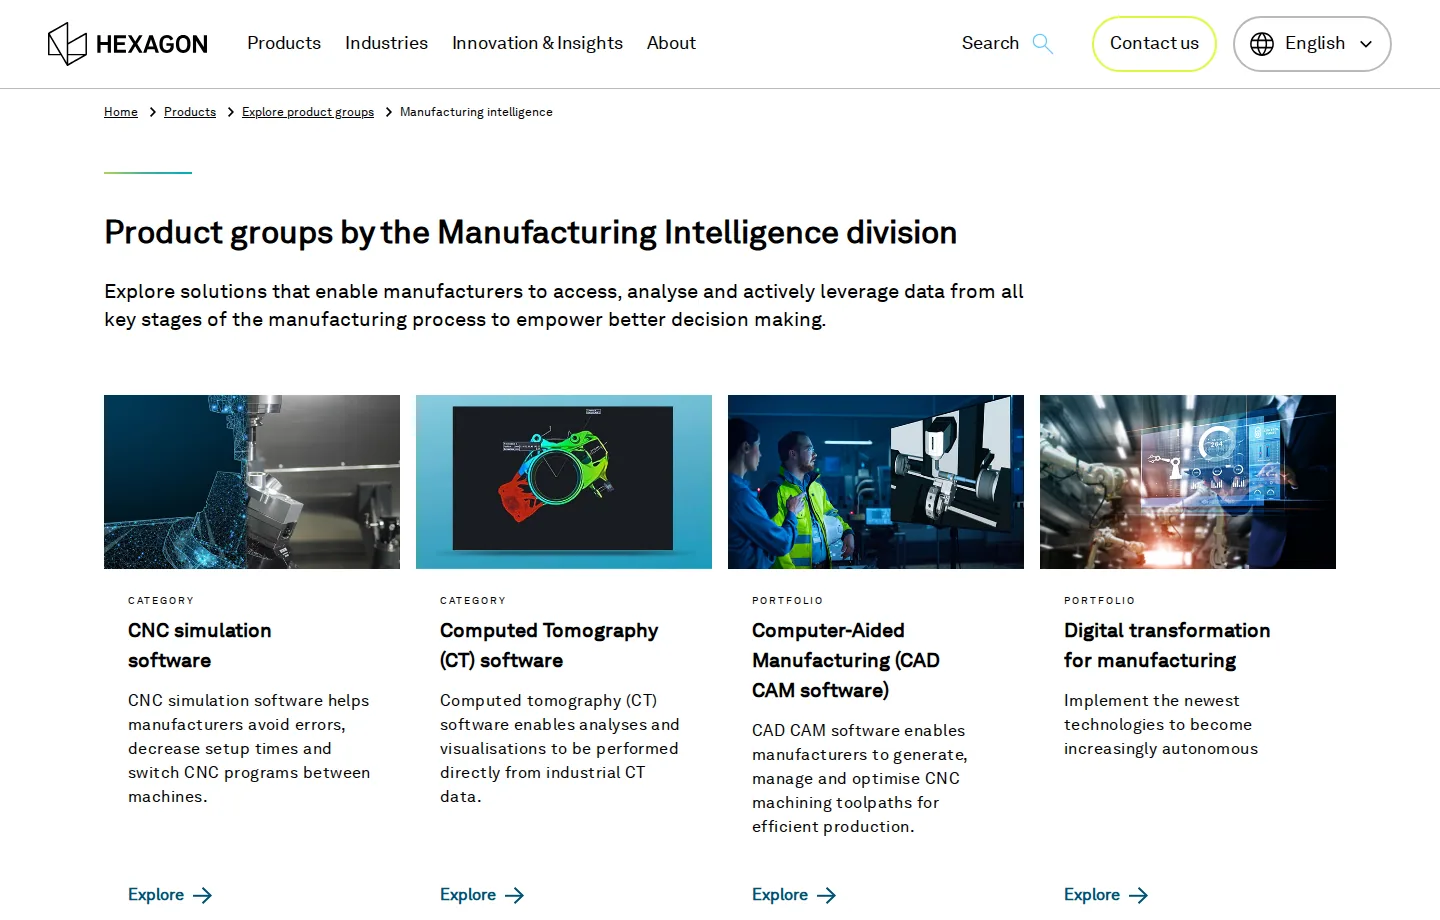 HEXAGON
Products
Industries
Innovation & Insights
About
Search
Contact us
English
Home
Products
Explore product groups
Manufacturing intelligence
Product groups by the Manufacturing Intelligence division
Explore solutions that enable manufacturers to access, analyse and actively leverage data from all
key stages of the manufacturing process to empower better decision making.
CATEGORY
CNC simulation
software
CNC simulation software helps
manufacturers avoid errors,
decrease setup times and
switch CNC programs between
machines.
Explore
CATEGORY
Computed Tomography
(CT) software
Computed tomography (CT)
software enables analyses and
visualisations to be performed
directly from industrial CT
data.
Explore
PORTFOLIO
Computer-Aided
Manufacturing (CAD
CAM software)
CAD CAM software enables
manufacturers to generate,
manage and optimise CNC
machining toolpaths for
efficient production.
Explore
PORTFOLIO
Digital transformation
for manufacturing
Implement the newest
technologies to become
increasingly autonomous
Explore